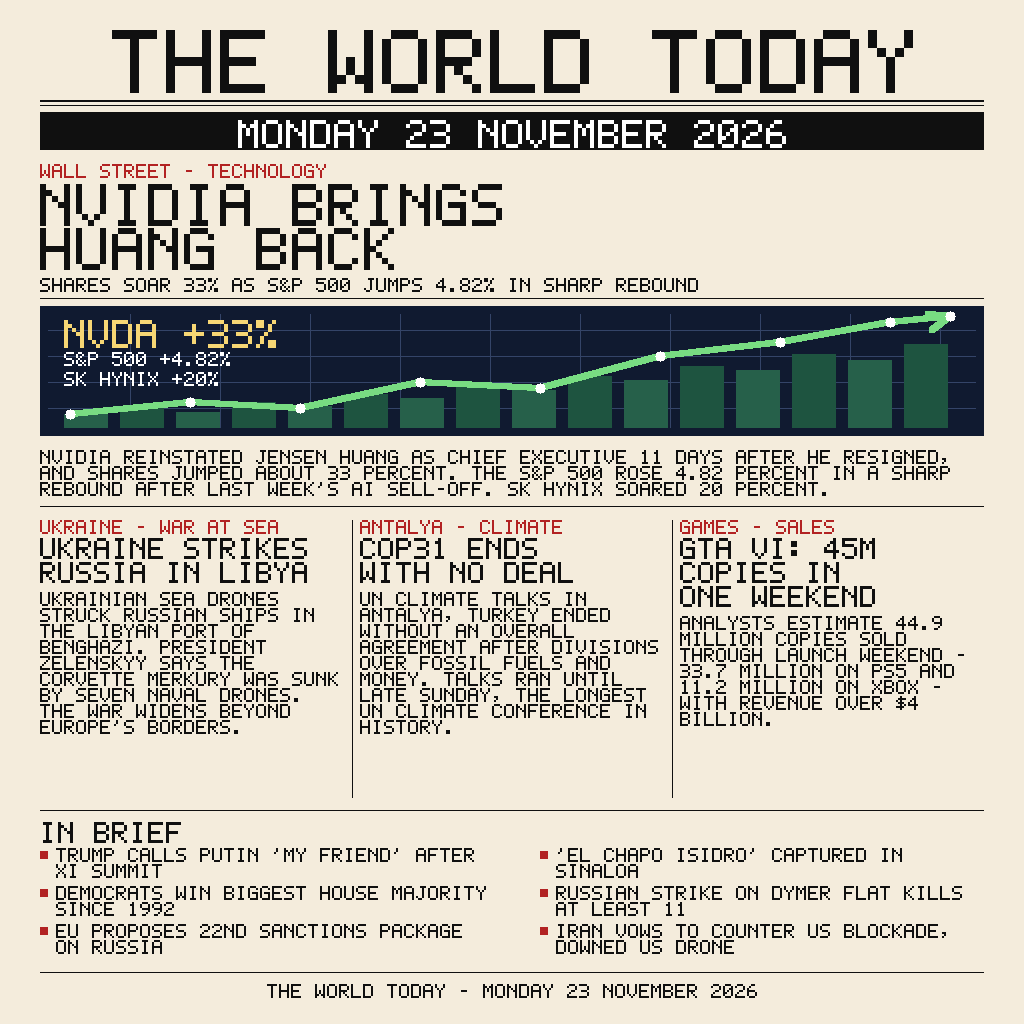 THE WORLD TODAY
MONDAY 23 NOVEMBER 2026
WALL STREET - TECHNOLOGY
NVIDIA BRINGS
HUANG BACK
SHARES SOAR 33% AS S&P 500 JUMPS 4.82% IN SHARP REBOUND
NVDA +33%
S&P 500 +4.82%
SK HYNIX +20%
NVIDIA REINSTATED JENSEN HUANG AS CHIEF EXECUTIVE 11 DAYS AFTER HE RESIGNED,
AND SHARES JUMPED ABOUT 33 PERCENT. THE S&P 500 ROSE 4.82 PERCENT IN A SHARP
REBOUND AFTER LAST WEEK'S AI SELL-OFF. SK HYNIX SOARED 20 PERCENT.
UKRAINE - WAR AT SEA
UKRAINE STRIKES
RUSSIA IN LIBYA
UKRAINIAN SEA DRONES
STRUCK RUSSIAN SHIPS IN
THE LIBYAN PORT OF
BENGHAZI. PRESIDENT
ZELENSKYY SAYS THE
CORVETTE MERKURY WAS SUNK
BY SEVEN NAVAL DRONES.
THE WAR WIDENS BEYOND
EUROPE'S BORDERS.
ANTALYA - CLIMATE
COP31 ENDS
WITH NO DEAL
UN CLIMATE TALKS IN
ANTALYA, TURKEY ENDED
WITHOUT AN OVERALL
AGREEMENT AFTER DIVISIONS
OVER FOSSIL FUELS AND
MONEY. TALKS RAN UNTIL
LATE SUNDAY, THE LONGEST
UN CLIMATE CONFERENCE IN
HISTORY.
GAMES - SALES
GTA VI: 45M
COPIES IN
ONE WEEKEND
ANALYSTS ESTIMATE 44.9
MILLION COPIES SOLD
THROUGH LAUNCH WEEKEND -
33.7 MILLION ON PS5 AND
11.2 MILLION ON XBOX -
WITH REVENUE OVER $4
BILLION.
IN BRIEF
TRUMP CALLS PUTIN 'MY FRIEND' AFTER
XI SUMMIT
DEMOCRATS WIN BIGGEST HOUSE MAJORITY
SINCE 1992
EU PROPOSES 22ND SANCTIONS PACKAGE
ON RUSSIA
'EL CHAPO ISIDRO' CAPTURED IN
SINALOA
RUSSIAN STRIKE ON DYMER FLAT KILLS
AT LEAST 11
IRAN VOWS TO COUNTER US BLOCKADE,
DOWNED US DRONE
THE WORLD TODAY - MONDAY 23 NOVEMBER 2026